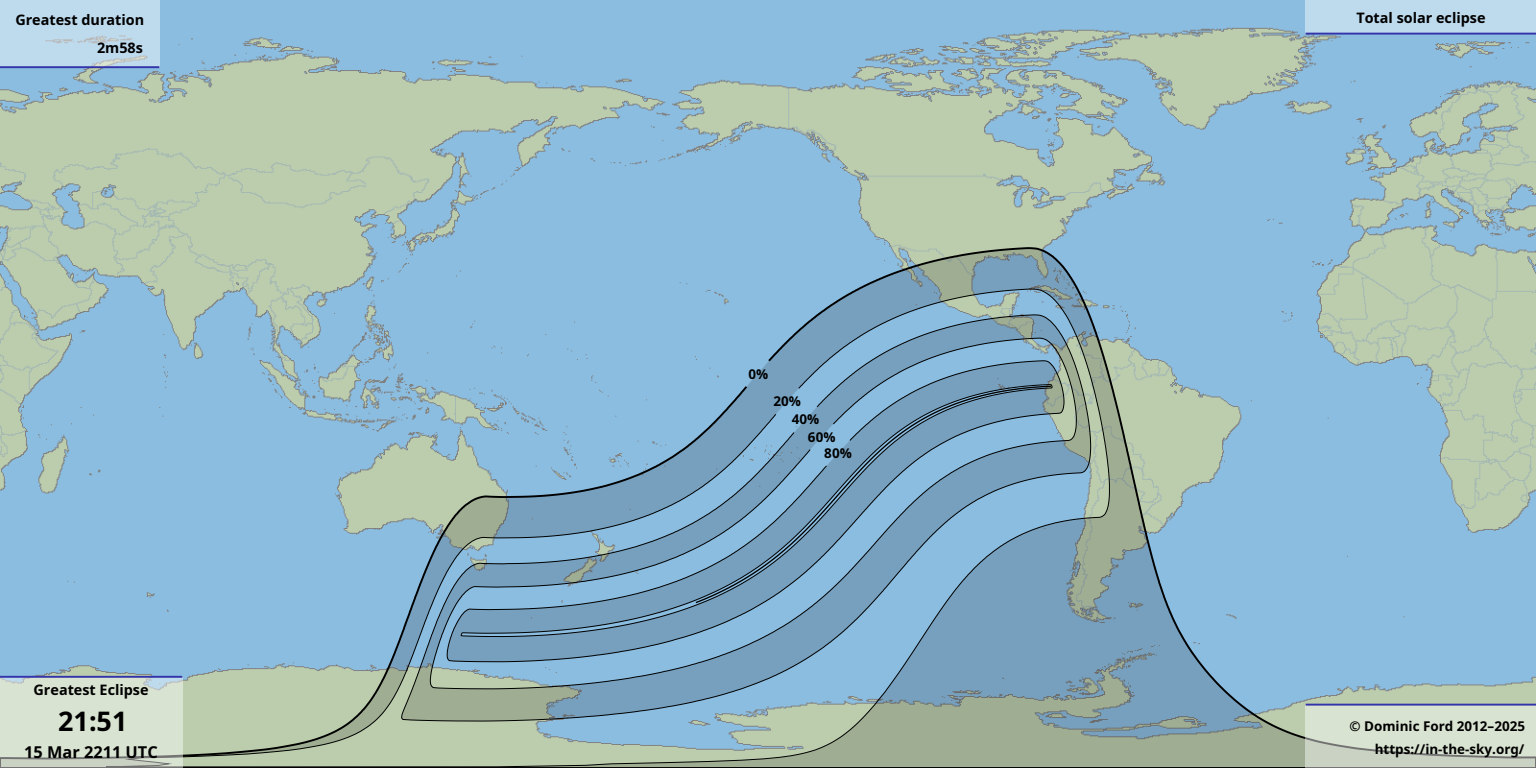 Greatest duration
2m58s
Total solar eclipse
0%
20%
40%
60%
80%
Greatest Eclipse
21:51
15 Mar 2211 UTC
© Dominic Ford 2012–2025
https://in-the-sky.org/